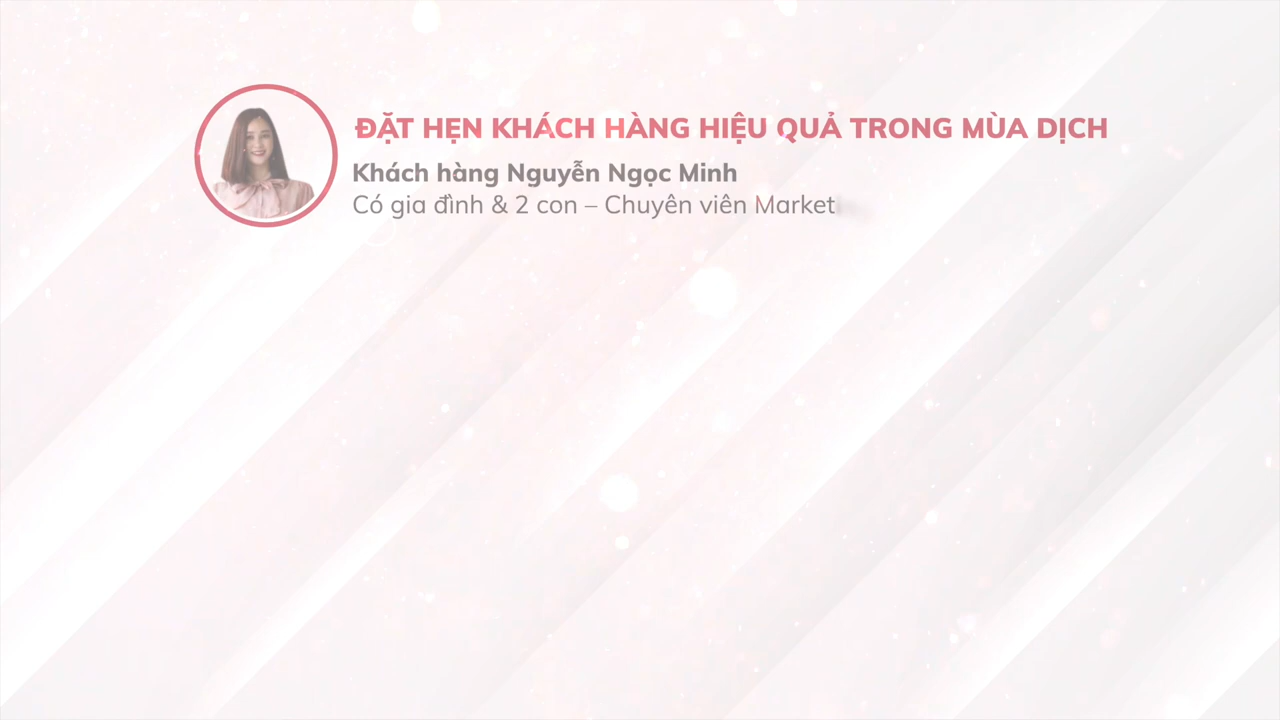 ĐẶT HẸN KHÁCH HÀNG HIỆU QUẢ TRONG MÙA DỊCH
Khách hàng Nguyễn Ngọc Minh
Có gia đình & 2 con – Chuyên viên Market